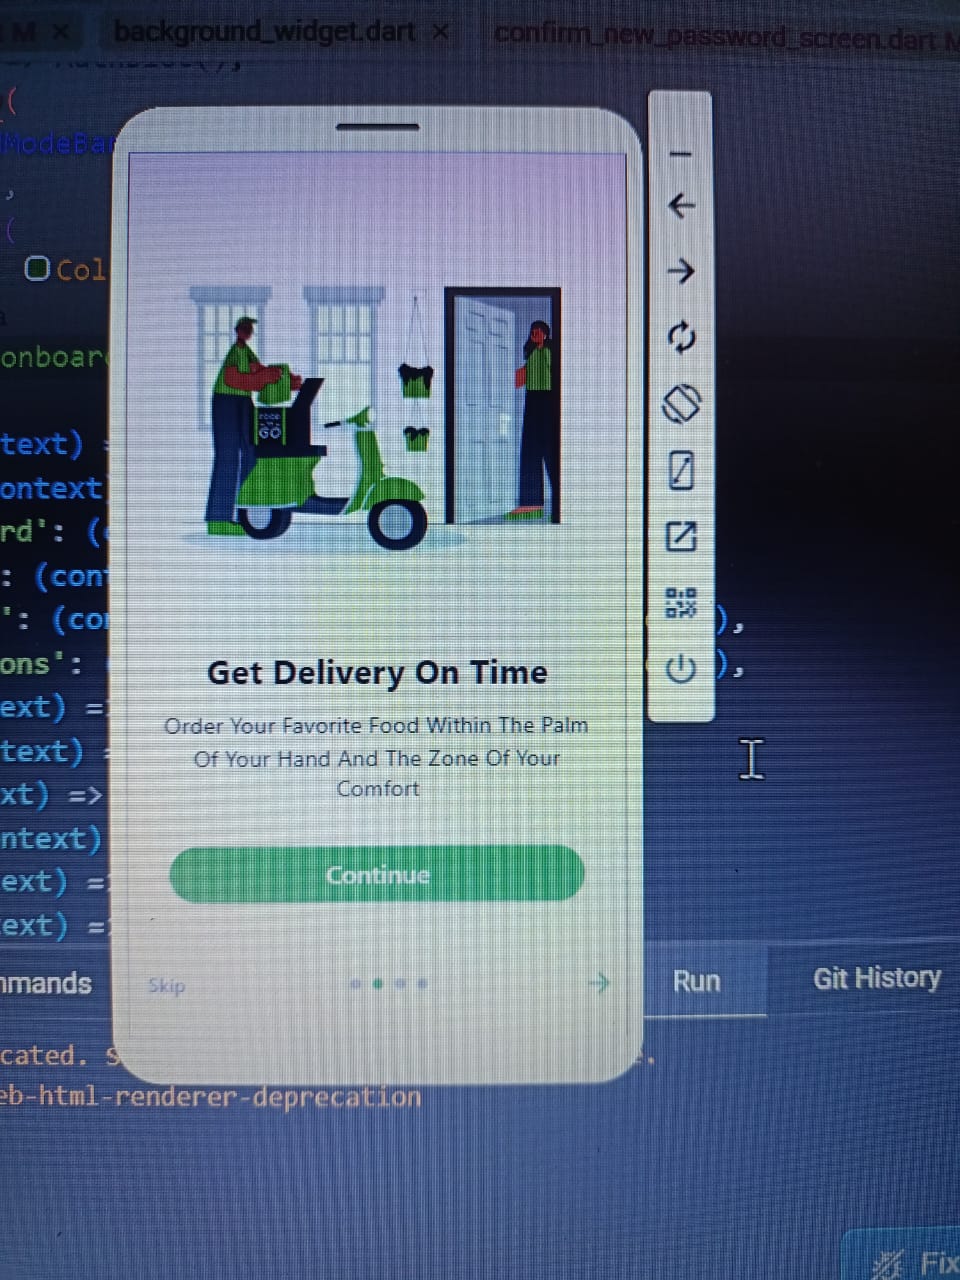 M ×
background_widget.dart ×
confirm_new_password_screen.dart M
(
ModeBar
,
(
Col
onboar
text)
ontext
rd': (
: (cont
': (con
),
ons':
),
ext) =
text)
xt) =>
ntext)
ext) =
ext) =
GO
Get Delivery On Time
Order Your Favorite Food Within The Palm
Of Your Hand And The Zone Of Your
Comfort
Continue
Skip
mmands
Run
Git History
cated. S
.
eb-html-renderer-deprecation
Fix